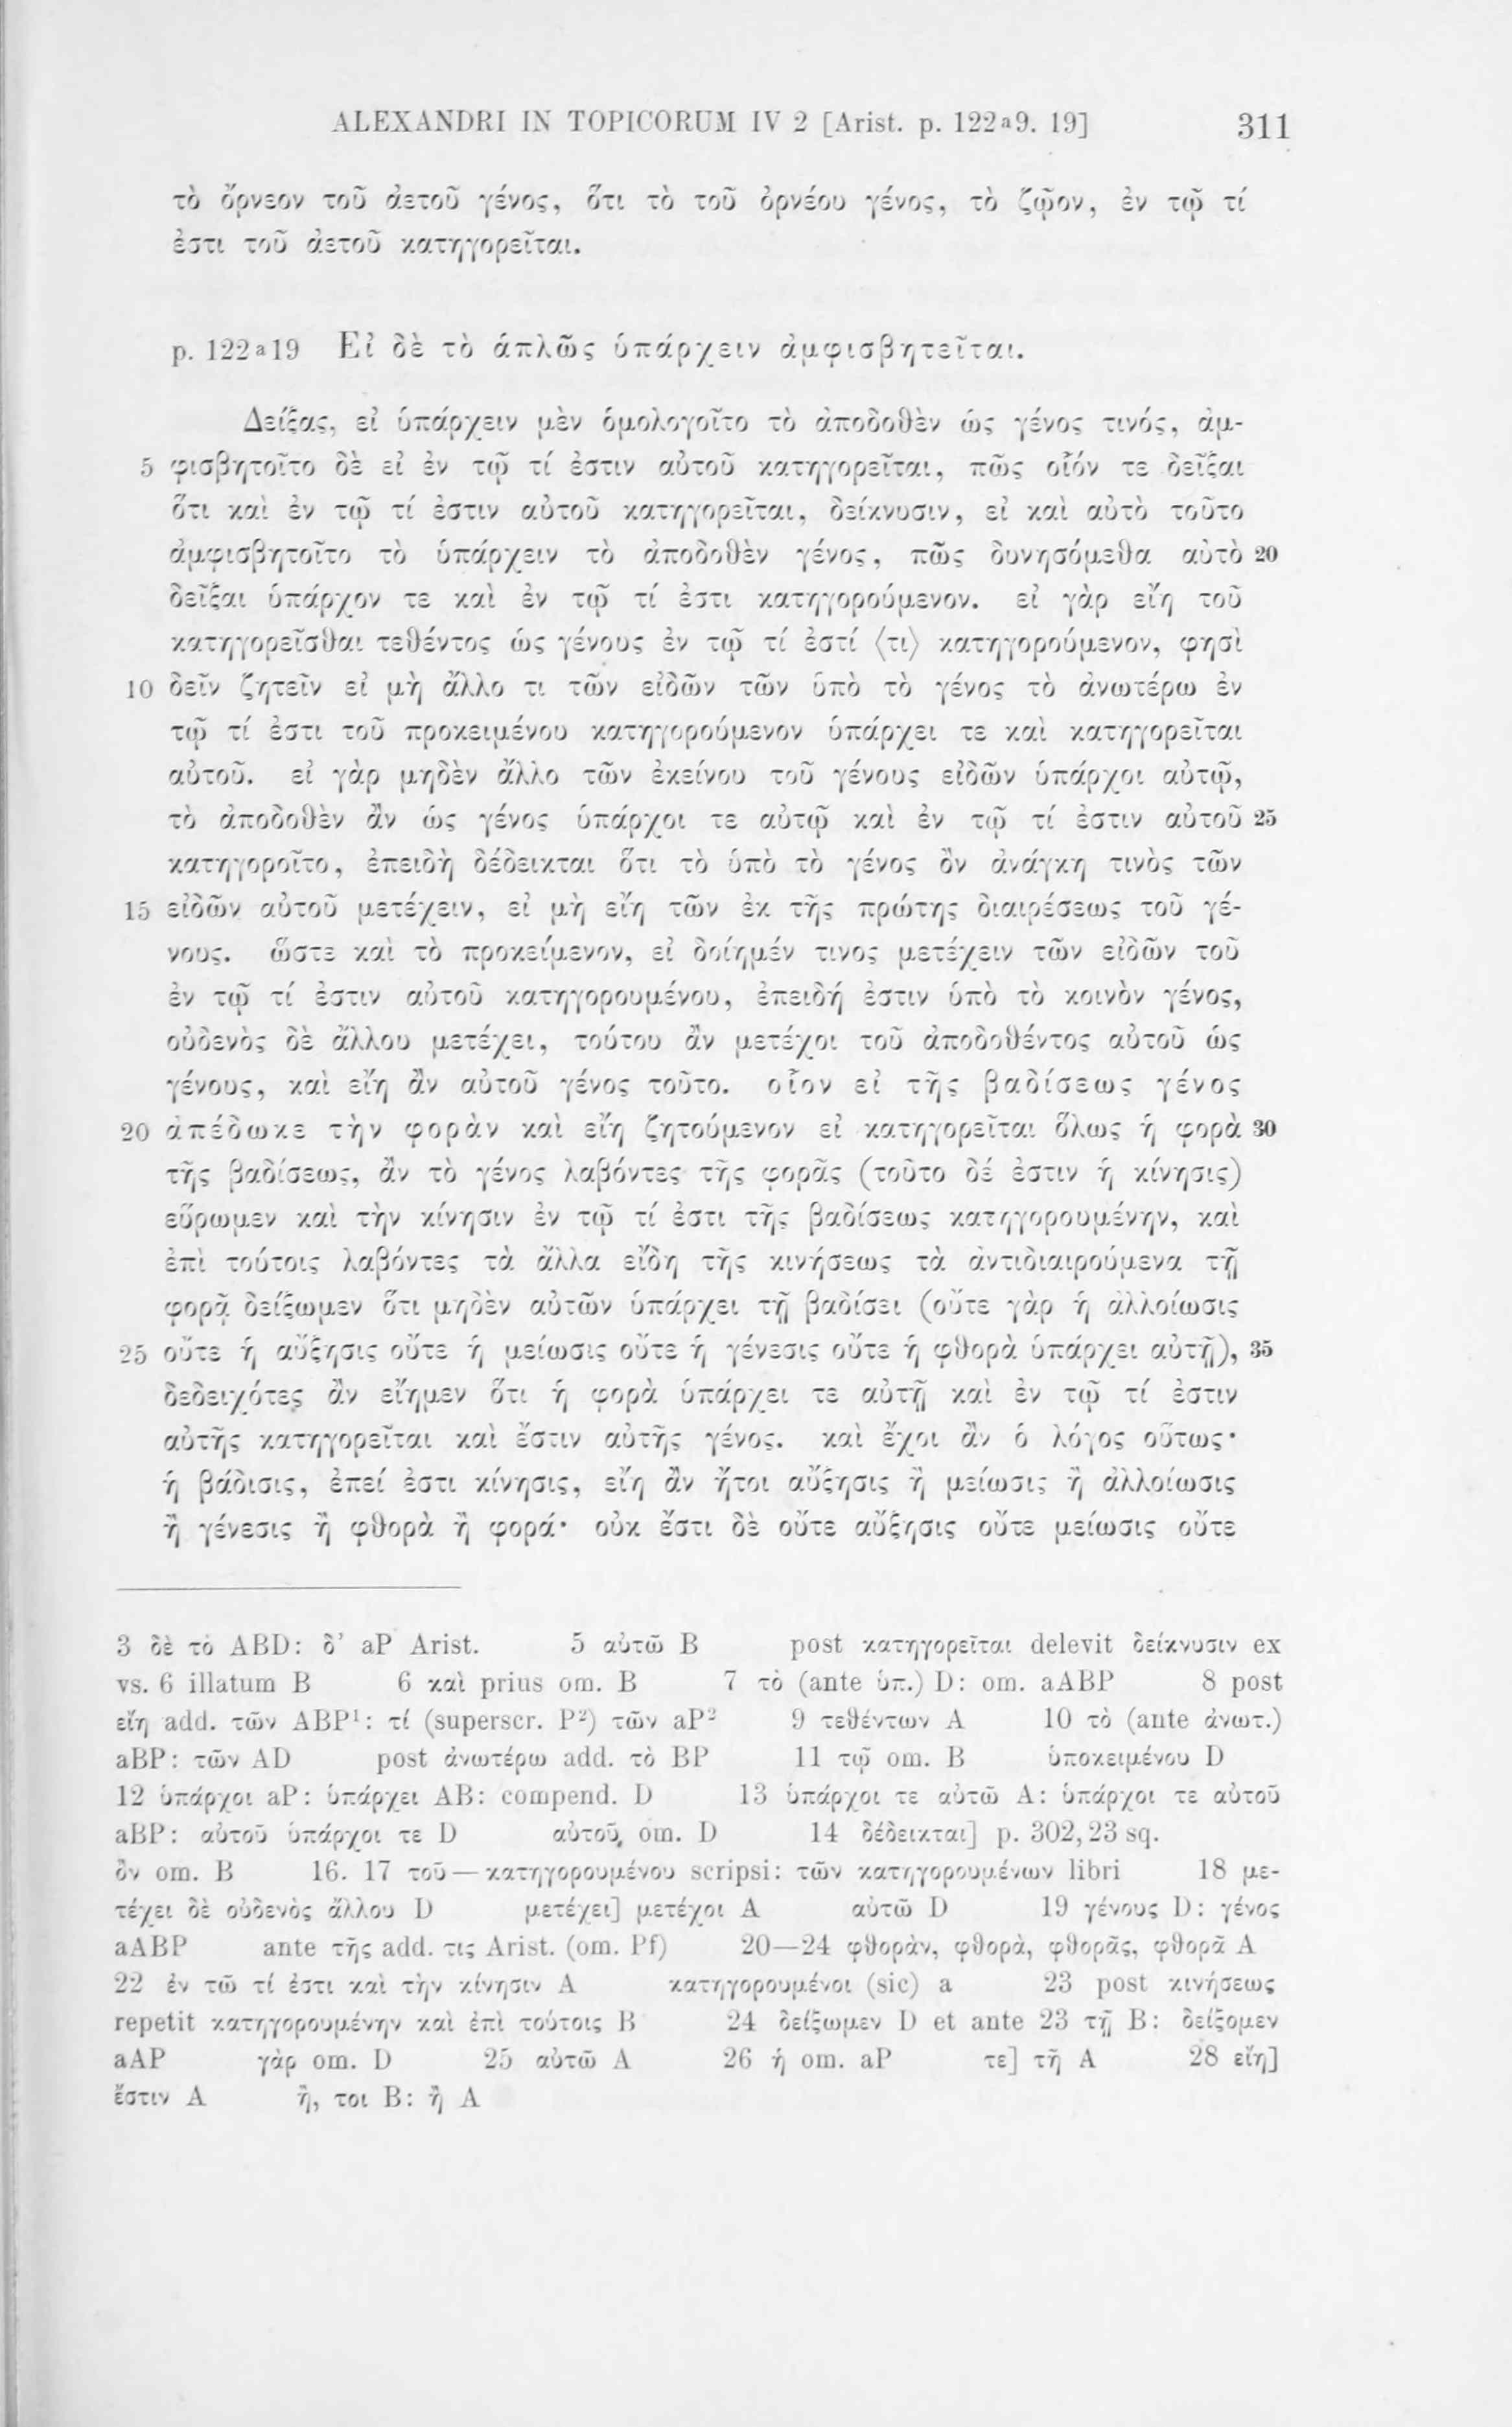 ALEXANDRI IN TOPICORUM IV 2 [Arist. p. 122a9. 19] 311
τὸ ὄρνεον τοῦ ἀετοῦ γένος, ὅτι τὸ τοῦ ὀρνέου γένος, τὸ ζῷον, ἐν τῷ τί
ἐστι τοῦ ἀετοῦ κατηγορεῖται.
p. 122a19 Εἰ δὲ τὸ ἁπλῶς ὑπάρχειν ἀμφισβητεῖται.
Δείξας, εἰ ὑπάρχειν μὲν ὁμολογοῖτο τὸ ἀποδοθὲν ὡς γένος τινός, ἀμ-
5 φισβητοῖτο δὲ εἰ ἐν τῷ τί ἐστιν αὐτοῦ κατηγορεῖται, πῶς οἷόν τε δεῖξαι
ὅτι καὶ ἐν τῷ τί ἐστιν αὐτοῦ κατηγορεῖται, δείκνυσιν, εἰ καὶ αὐτὸ τοῦτο
ἀμφισβητοῖτο τὸ ὑπάρχειν τὸ ἀποδοθὲν γένος, πῶς δυνησόμεθα αὐτὸ 20
δεῖξαι ὑπάρχον τε καὶ ἐν τῷ τί ἐστι κατηγορούμενον. εἰ γὰρ εἴη τοῦ
κατηγορεῖσθαι τεθέντος ὡς γένους ἐν τῷ τί ἐστί ⟨τι⟩ κατηγορούμενον, φησὶ
10 δεῖν ζητεῖν εἰ μὴ ἄλλο τι τῶν εἰδῶν τῶν ὑπὸ τὸ γένος τὸ ἀνωτέρω ἐν
τῷ τί ἐστι τοῦ προκειμένου κατηγορούμενον ὑπάρχει τε καὶ κατηγορεῖται
αὐτοῦ. εἰ γὰρ μηδὲν ἄλλο τῶν ἐκείνου τοῦ γένους εἰδῶν ὑπάρχοι αὐτῷ,
τὸ ἀποδοθὲν ἂν ὡς γένος ὑπάρχοι τε αὐτῷ καὶ ἐν τῷ τί ἐστιν αὐτοῦ 25
κατηγοροῖτο, ἐπειδὴ δέδεικται ὅτι τὸ ὑπὸ τὸ γένος ὂν ἀνάγκη τινὸς τῶν
15 εἰδῶν αὐτοῦ μετέχειν, εἰ μὴ εἴη τῶν ἐκ τῆς πρώτης διαιρέσεως τοῦ γέ-
νους. ὥστε καὶ τὸ προκείμενον, εἰ δοίημέν τινος μετέχειν τῶν εἰδῶν τοῦ
ἐν τῷ τί ἐστιν αὐτοῦ κατηγορουμένου, ἐπειδή ἐστιν ὑπὸ τὸ κοινὸν γένος,
οὐδενὸς δὲ ἄλλου μετέχει, τούτου ἂν μετέχοι τοῦ ἀποδοθέντος αὐτοῦ ὡς
γένους, καὶ εἴη ἂν αὐτοῦ γένος τοῦτο. οἷον εἰ τῆς βαδίσεως γένος
20 ἀπέδωκε τὴν φορὰν καὶ εἴη ζητούμενον εἰ κατηγορεῖται ὅλως ἡ φορὰ 30
τῆς βαδίσεως, ἂν τὸ γένος λαβόντες τῆς φορᾶς (τοῦτο δέ ἐστιν ἡ κίνησις)
εὕρωμεν καὶ τὴν κίνησιν ἐν τῷ τί ἐστι τῆς βαδίσεως κατηγορουμένην, καὶ
ἐπὶ τούτοις λαβόντες τὰ ἄλλα εἴδη τῆς κινήσεως τὰ ἀντιδιαιρούμενα τῇ
φορᾷ δείξωμεν ὅτι μηδὲν αὐτῶν ὑπάρχει τῇ βαδίσει (οὔτε γὰρ ἡ ἀλλοίωσις
25 οὔτε ἡ αὔξησις οὔτε ἡ μείωσις οὔτε ἡ γένεσις οὔτε ἡ φθορὰ ὑπάρχει αὐτῇ), 35
δεδειχότες ἂν εἴημεν ὅτι ἡ φορὰ ὑπάρχει τε αὐτῇ καὶ ἐν τῷ τί ἐστιν
αὐτῆς κατηγορεῖται καὶ ἔστιν αὐτῆς γένος. καὶ ἔχοι ἂν ὁ λόγος οὕτως·
ἡ βάδισις, ἐπεί ἐστι κίνησις, εἴη ἂν ἤτοι αὔξησις ἢ μείωσις ἢ ἀλλοίωσις
ἢ γένεσις ἢ φθορὰ ἢ φορά· οὐκ ἔστι δὲ οὔτε αὔξησις οὔτε μείωσις οὔτε
3 δὲ τὸ ABD: δ’ aP Arist. 5 αὐτῶ B post κατηγορεῖται delevit δείκνυσιν ex
vs. 6 illatum B 6 καὶ prius om. B 7 τὸ (ante ὑπ.) D: om. aABP 8 post
εἴη add. τῶν ABP¹: τί (superscr. P²) τῶν aP² 9 τεθέντων A 10 τὸ (ante ἀνωτ.)
aBP: τῶν AD post ἀνωτέρω add. τὸ BP 11 τῷ om. B ὑποκειμένου D
12 ὑπάρχοι aP: ὑπάρχει AB: compend. D 13 ὑπάρχοι τε αὐτῶ A: ὑπάρχοι τε αὐτοῦ
aBP: αὐτοῦ ὑπάρχοι τε D αὐτοῦ om. D 14 δέδεικται] p. 302,23 sq.
ὂν om. B 16. 17 τοῦ—κατηγορουμένου scripsi: τῶν κατηγορουμένων libri 18 με-
τέχει δὲ οὐδενὸς ἄλλου D μετέχει] μετέχοι A αὐτῶ D 19 γένους D: γένος
aABP ante τῆς add. τις Arist. (om. Pf) 20—24 φθορὰν, φθορὰ, φθορᾶς, φθορᾶ A
22 ἐν τῶ τί ἐστι καὶ τὴν κίνησιν A κατηγορουμένοι (sic) a 23 post κινήσεως
repetit κατηγορουμένην καὶ ἐπὶ τούτοις B 24 δείξωμεν D et ante 23 τῇ B: δείξομεν
aAP γὰρ om. D 25 αὐτῶ A 26 ἡ om. aP τε] τῆ A 28 εἴη]
ἔστιν A ἢ, τοι B: ἢ A